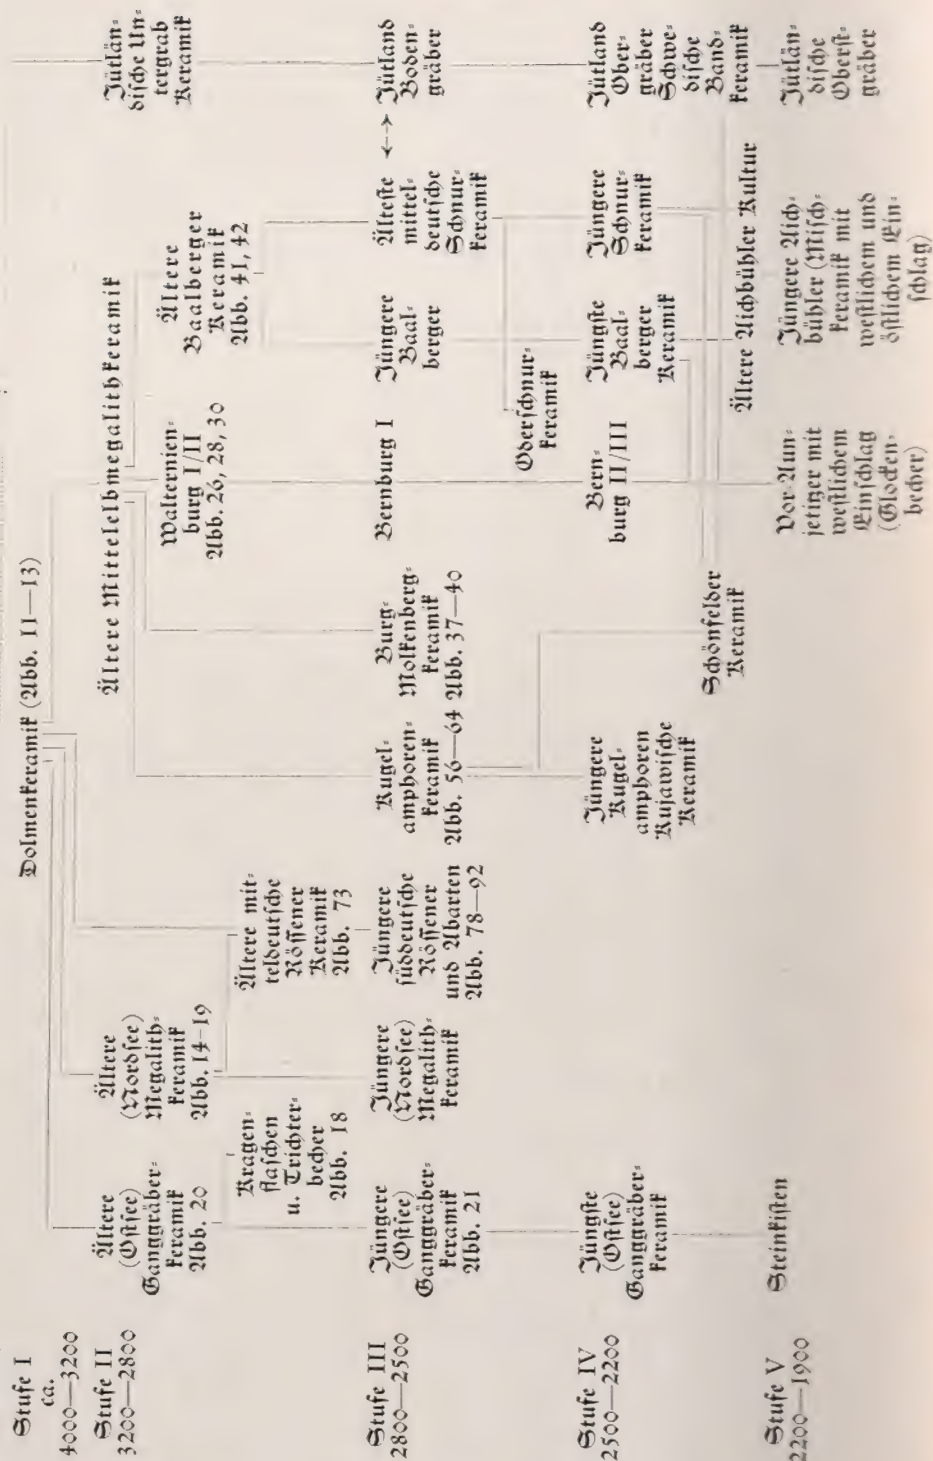 Stufe I
ca.
4000—3200
Dolmenkeramik (Abb. 11—13)
Stufe II
3200—2800
Ältere
(Ostsee)
Ganggräber-
keramik
Abb. 20
Ältere
(Nordsee)
Megalith-
keramik
Abb. 14-19
Ältere Mittelelbmegalithkeramik
Jütlän-
dische Un-
tergrab
Keramik
Kragen-
flaschen
u. Trichter-
becher
Abb. 18
Ältere mit-
teldeutsche
Rössener
Keramik
Abb. 73
Walternien-
burg I/II
Abb. 26, 28, 30
Ältere
Baalberger
Keramik
Abb. 41, 42
Stufe III
2800—2500
Jüngere
(Ostsee)
Ganggräber-
keramik
Abb. 21
Jüngere
(Nordsee)
Megalith-
keramik
Jüngere
süddeutsche
Rössener
und Abarten
Abb. 78—92
Kugel-
amphoren-
keramik
Abb. 56—64
Burg-
Molkenberg-
keramik
Abb. 37—40
Bernburg I
Jüngere
Baal-
berger
Älteste
mittel-
deutsche
Schnur-
keramik
Jütland
Boden-
gräber
Oderschnur-
keramik
Stufe IV
2500—2200
Jüngste
(Ostsee)
Ganggräber-
keramik
Jüngere
Kugel-
amphoren
Kujawische
Keramik
Bern-
burg II/III
Jüngste
Baal-
berger
Keramik
Jüngere
Schnur-
keramik
Jütland
Ober-
gräber
Schwe-
dische
Band-
keramik
Schönfelder
Keramik
Ältere Aichbühler Kultur
Stufe V
2200—1900
Steinkisten
Vor-Aun-
jetiger mit
westlichem
Einschlag
(Glocken-
becher)
Jüngere Aich-
bühler (Misch-
keramik mit
westlichem und
östlichem Ein-
schlag)
Jütlän-
dische
Oberst-
gräber